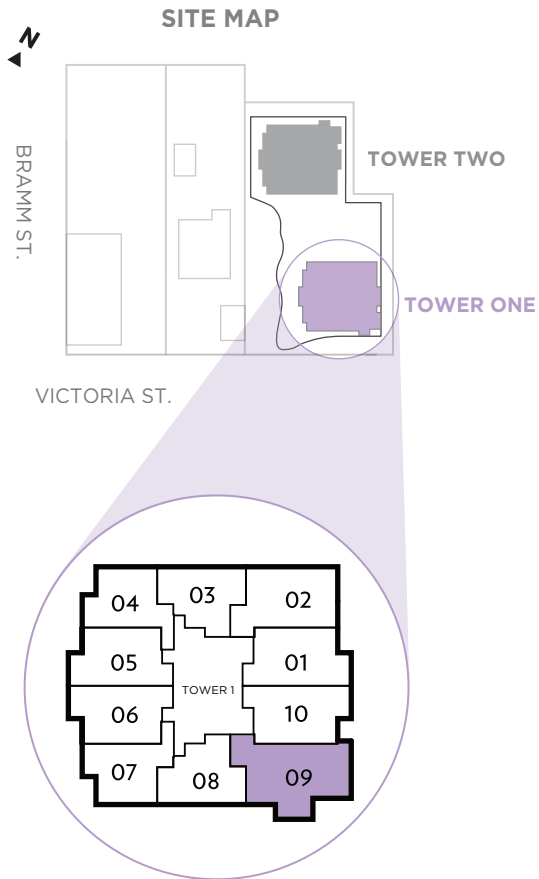 SITE MAP
N
BRAMM ST.
TOWER TWO
TOWER ONE
VICTORIA ST.
04
03
02
05
01
TOWER 1
06
10
07
08
09